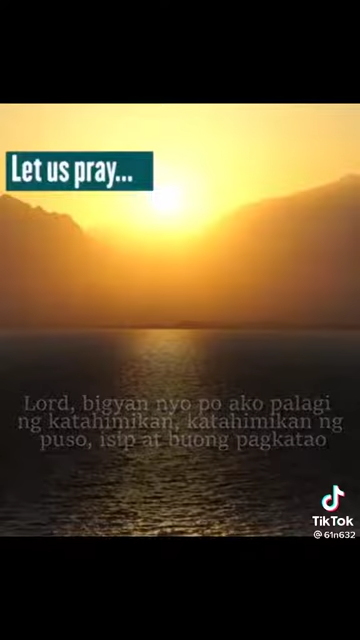 Let us pray...
Lord, bigyan nyo po ako palagi
ng katahimikan, katahimikan ng
puso, isip at buong pagkatao
TikTok
@61n632